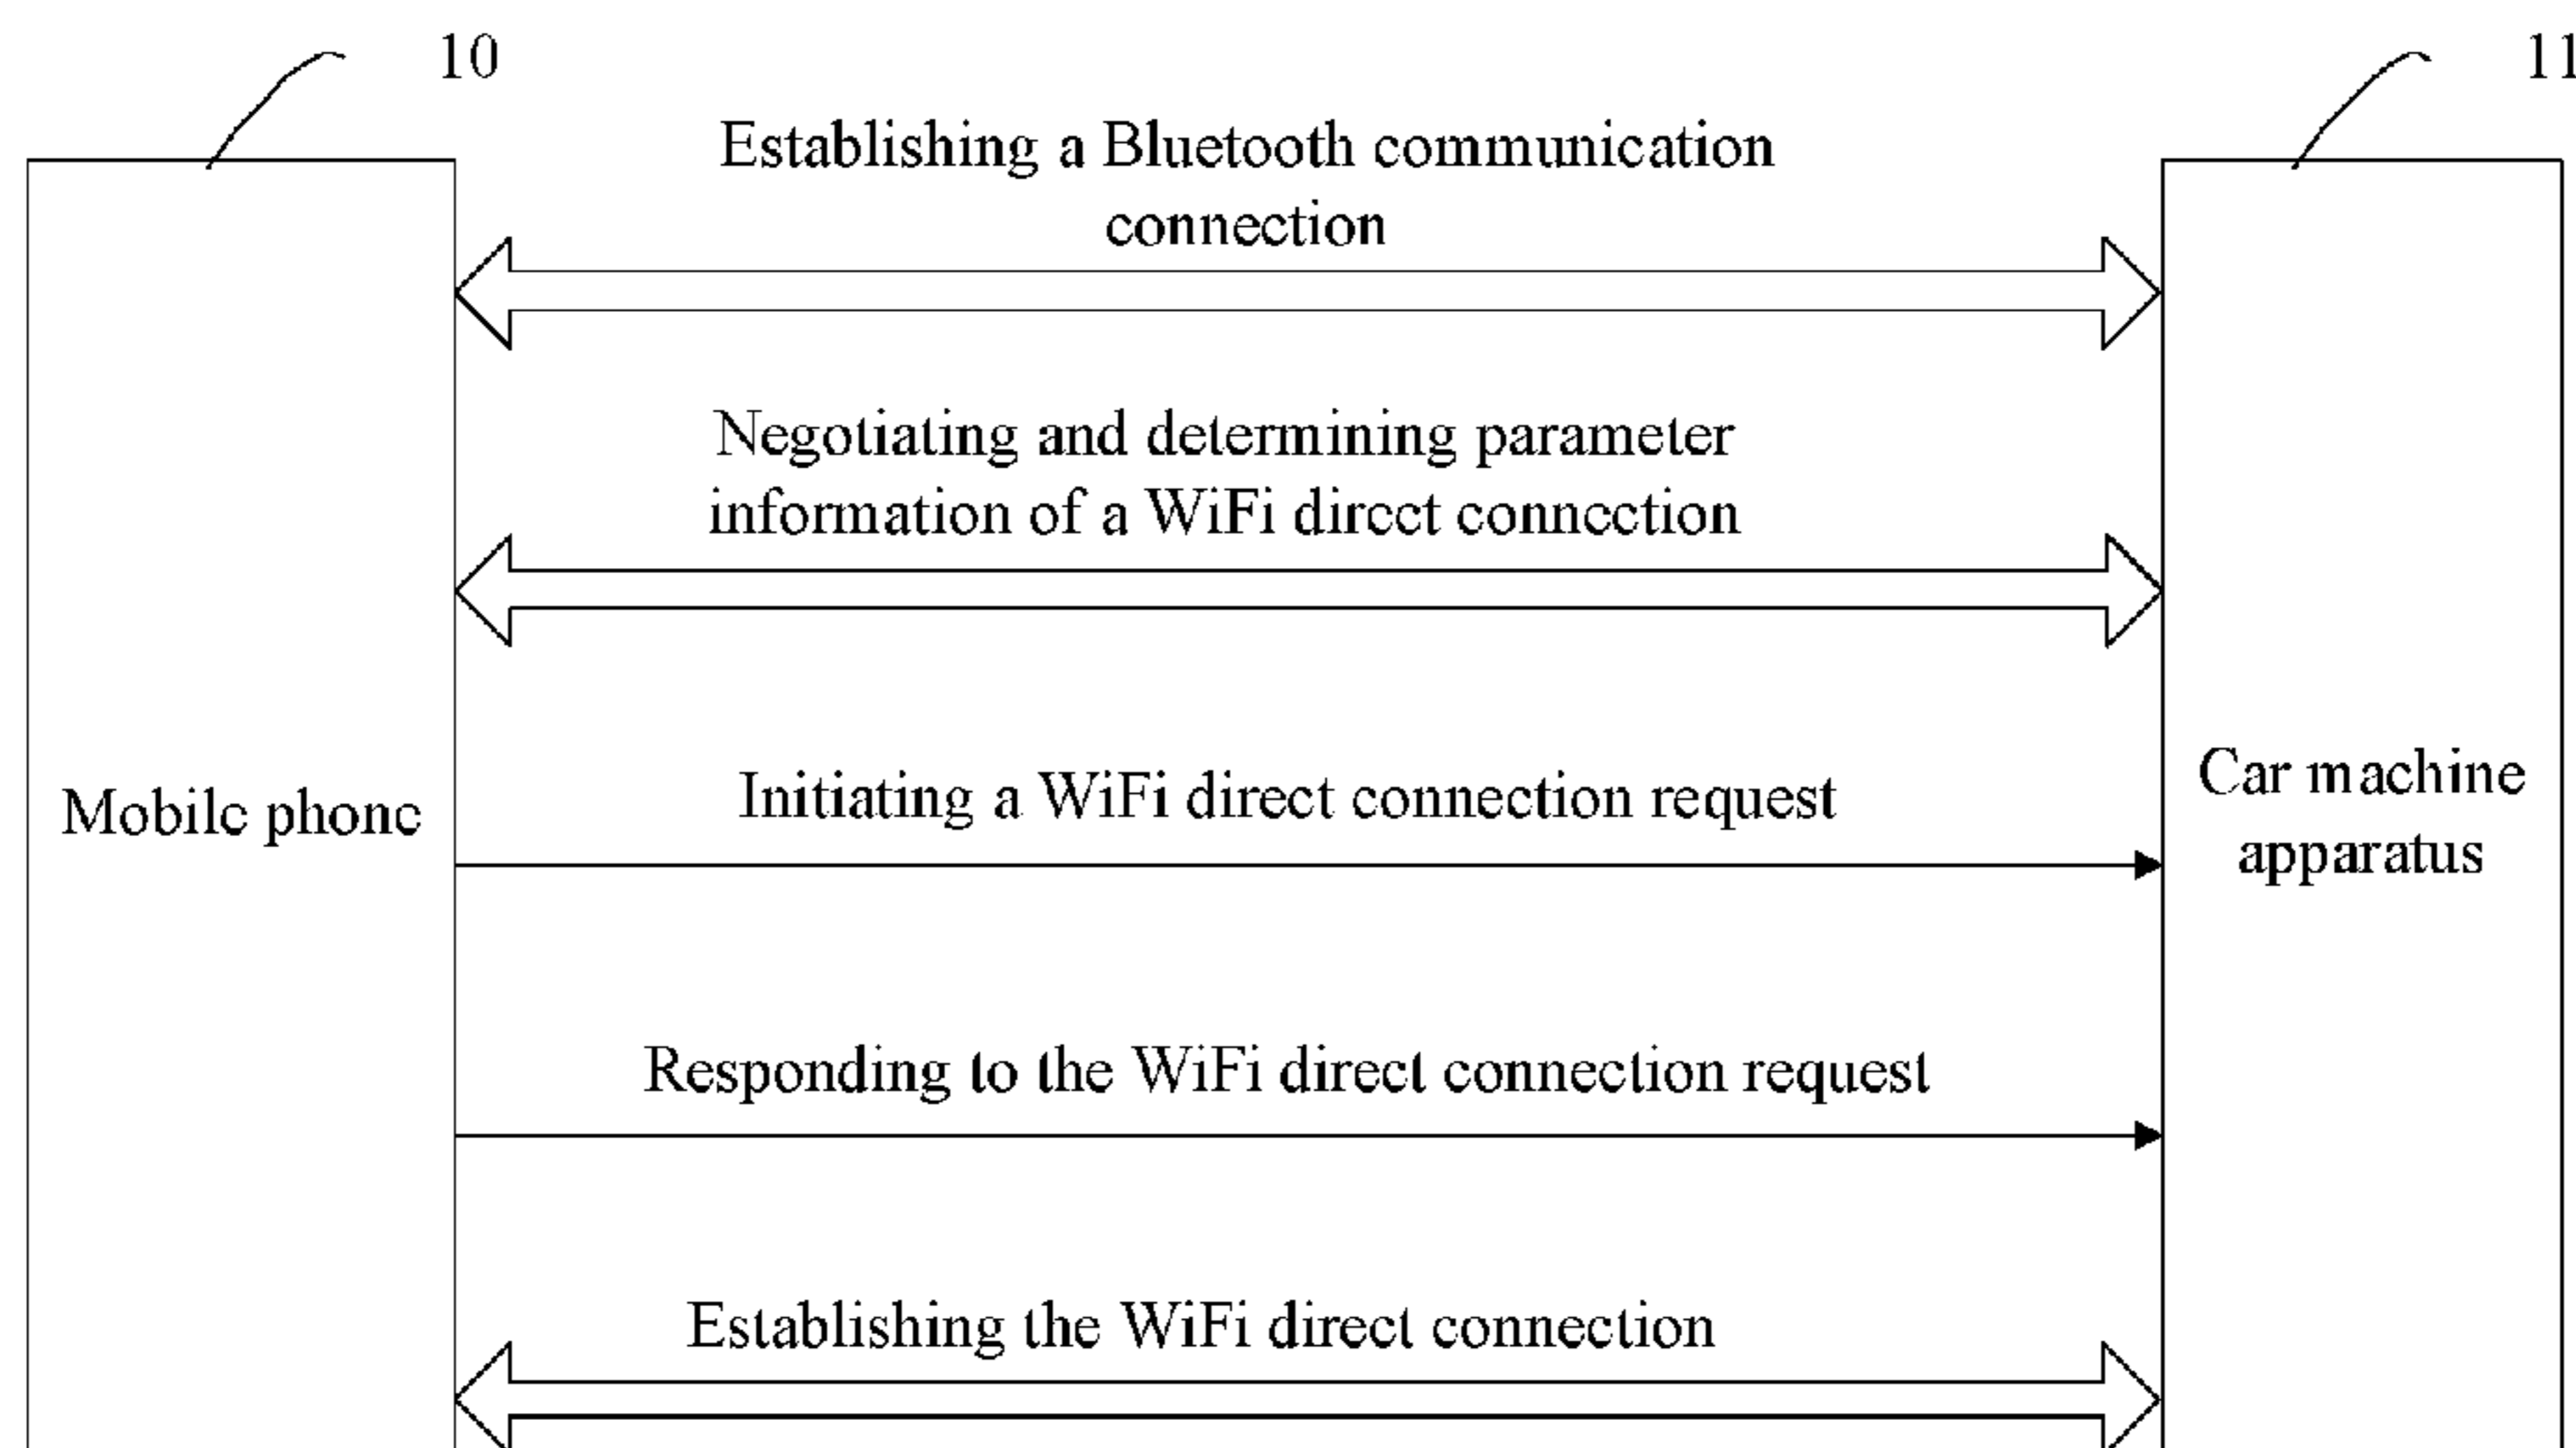 10
11
Establishing a Bluetooth communication
connection
Negotiating and determining parameter
information of a WiFi direct connection
Initiating a WiFi direct connection request
Mobile phone
Car machine
apparatus
Responding to the WiFi direct connection request
Establishing the WiFi direct connection